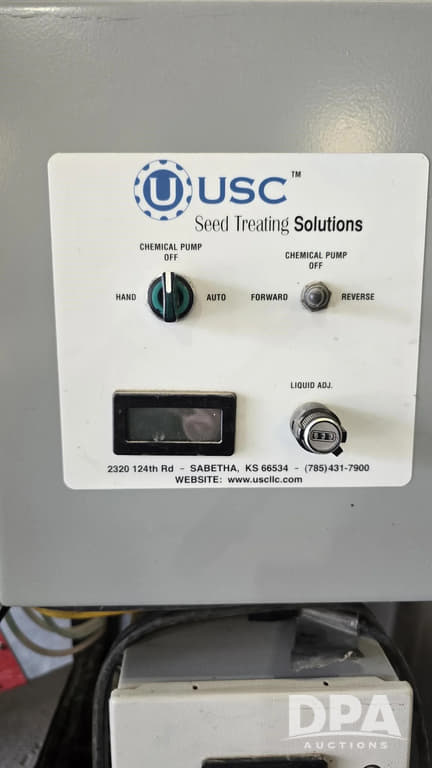 U USC™
Seed Treating Solutions
CHEMICAL PUMP
OFF
HAND AUTO
CHEMICAL PUMP
OFF
FORWARD REVERSE
LIQUID ADJ.
2320 124th Rd - SABETHA, KS 66534 - (785)431-7900
WEBSITE: www.uscllc.com
DPA
AUCTIONS